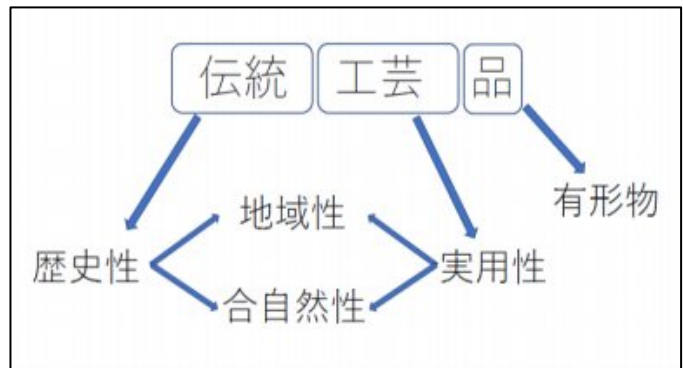 伝統 工芸 品
有形物
地域性
歴史性 実用性
合自然性